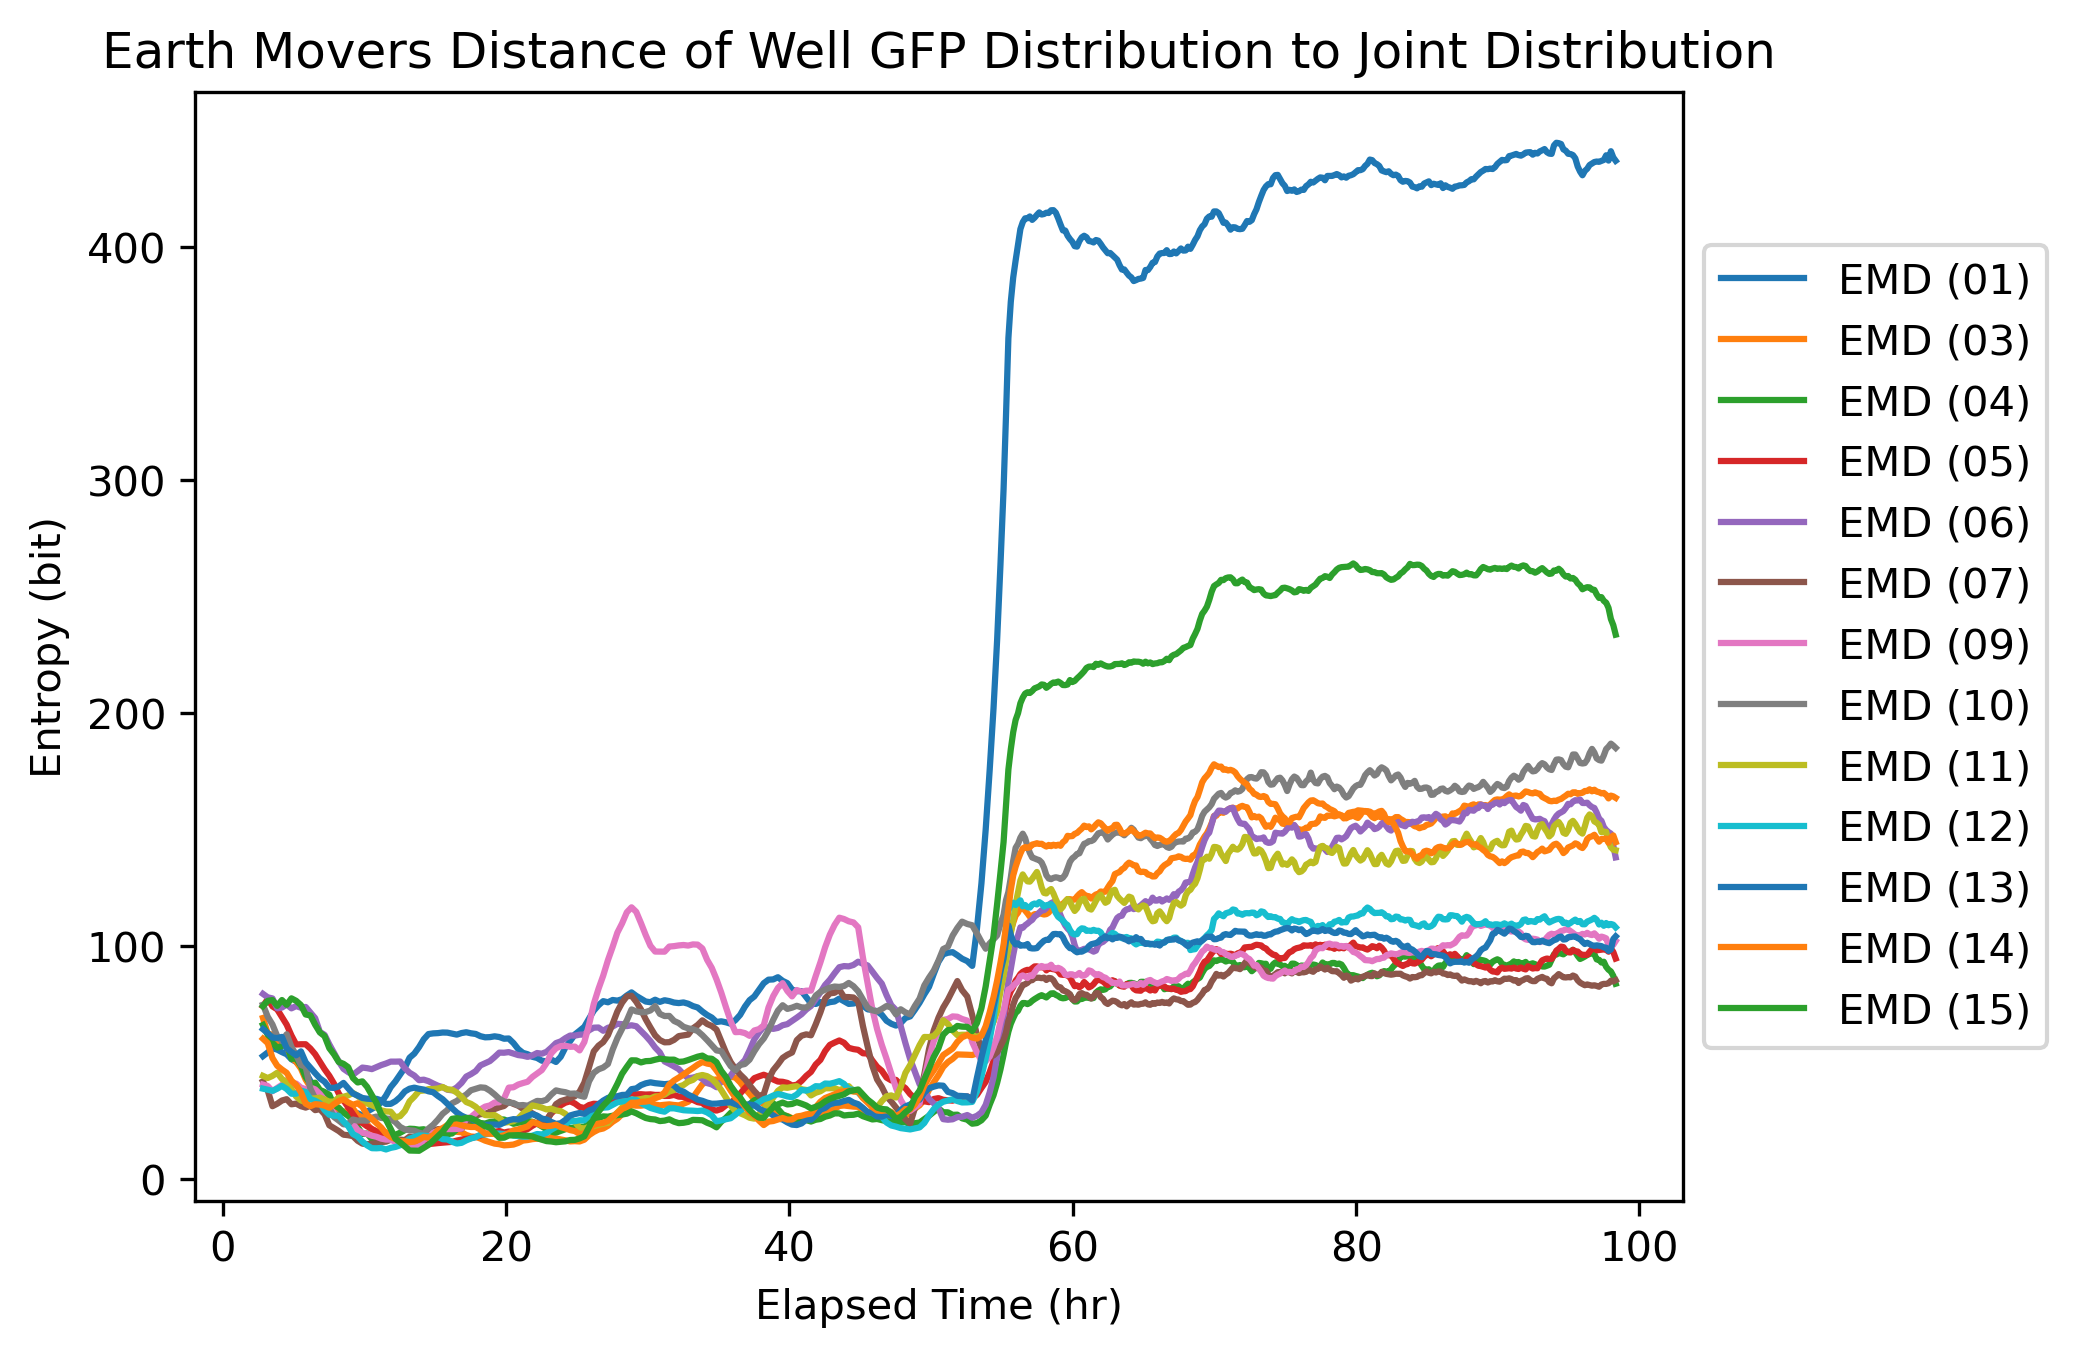 Earth Movers Distance of Well GFP Distribution to Joint Distribution
Entropy (bit)
400
300
200
100
0
0 20 40 60 80 100
Elapsed Time (hr)
EMD (01)
EMD (03)
EMD (04)
EMD (05)
EMD (06)
EMD (07)
EMD (09)
EMD (10)
EMD (11)
EMD (12)
EMD (13)
EMD (14)
EMD (15)